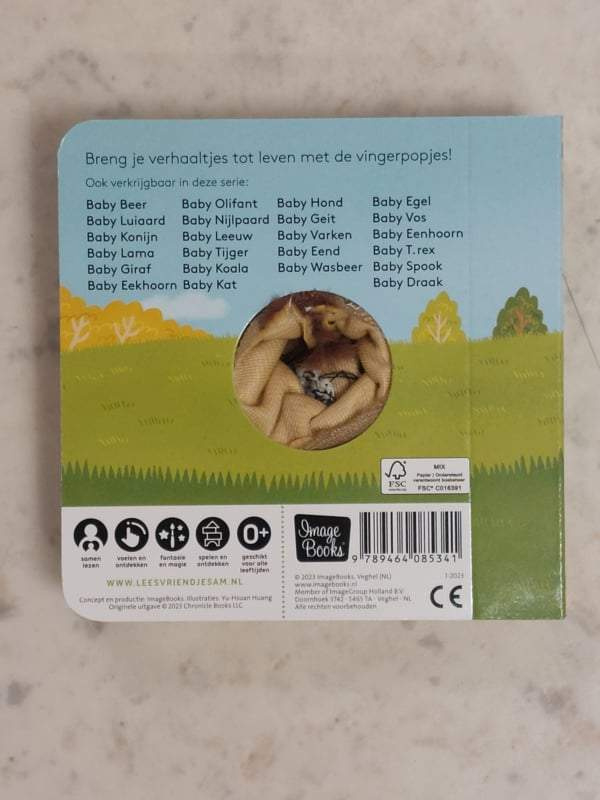 Breng je verhaaltjes tot leven met de vingerpopjes!
Ook verkrijgbaar in deze serie:
Baby Beer
Baby Luiaard
Baby Konijn
Baby Lama
Baby Giraf
Baby Eekhoorn
Baby Olifant
Baby Nijlpaard
Baby Leeuw
Baby Tijger
Baby Koala
Baby Kat
Baby Hond
Baby Geit
Baby Varken
Baby Eend
Baby Wasbeer
Baby Egel
Baby Vos
Baby Eenhoorn
Baby T.rex
Baby Spook
Baby Draak
FSC
MIX
Papier | Ondersteunt
verantwoord bosbeheer
FSC® C016391
samen
lezen
voelen en
ontdekken
fantasie
en magie
spelen en
ontdekken
0+
geschikt
voor alle
leeftijden
WWW.LEESVRIENDJESAM.NL
Concept en productie: ImageBooks. Illustraties: Yu-Hsuan Huang
Originele uitgave © 2023 Chronicle Books LLC
Image
Books
9 789464 085341
© 2023 ImageBooks, Veghel (NL)
www.imagebooks.nl
Member of ImageGroup Holland B.V.
Doornhoek 3742 - 5465 TA - Veghel - NL
Alle rechten voorbehouden
1-2023
CE